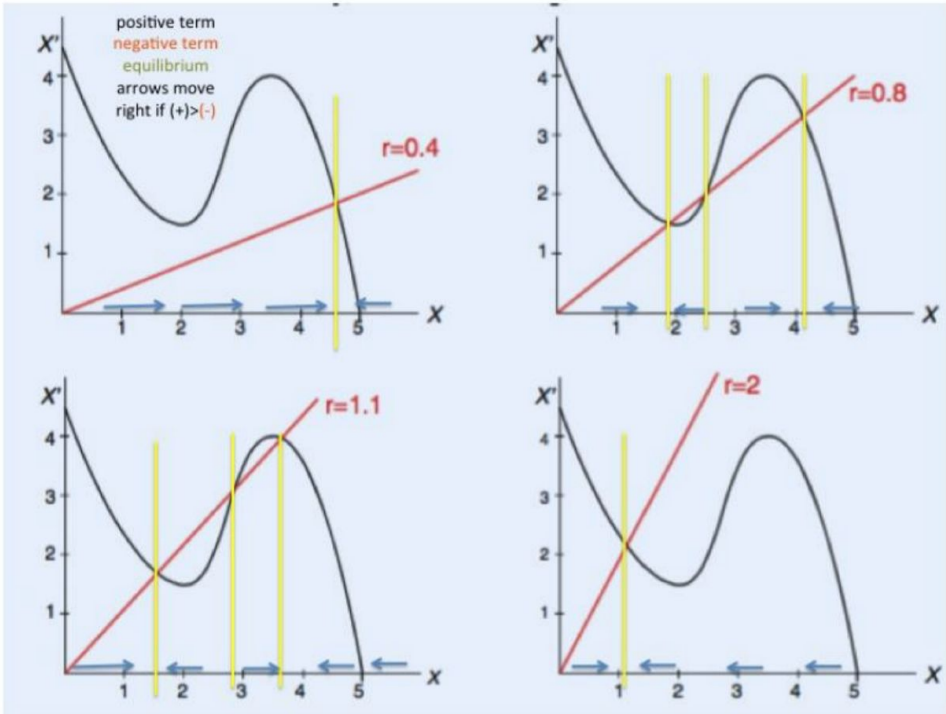 positive term
negative term
equilibrium
arrows move
right if (+)>(-)
X'
4
3
2
1
r=0.4
1 2 3 4 5 X
X'
4
3
2
1
r=0.8
1 2 3 4 5 X
X'
4
3
2
1
r=1.1
1 2 3 4 5 X
X'
4
3
2
1
r=2
1 2 3 4 5 X